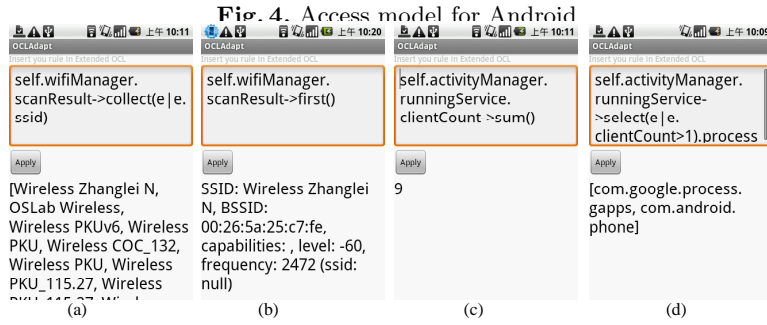 Fig. 4. Access model for Android
上午 10:11
OCLAdapt
Insert you rule in Extended OCL
self.wifiManager.
scanResult->collect(e|e.
ssid)
Apply
[Wireless Zhanglei N,
OSLab Wireless,
Wireless PKUv6, Wireless
PKU, Wireless COC_132,
Wireless PKU, Wireless
PKU_115.27, Wireless
(a)
上午 10:20
OCLAdapt
Insert you rule in Extended OCL
self.wifiManager.
scanResult->first()
Apply
SSID: Wireless Zhanglei
N, BSSID:
00:26:5a:25:c7:fe,
capabilities: , level: -60,
frequency: 2472 (ssid:
null)
(b)
上午 10:11
OCLAdapt
Insert you rule in Extended OCL
self.activityManager.
runningService.
clientCount >sum()
Apply
9
(c)
上午 10:09
OCLAdapt
Insert you rule in Extended OCL
self.activityManager.
runningService-
>select(e|e.
clientCount>1).process
Apply
[com.google.process.
gapps, com.android.
phone]
(d)